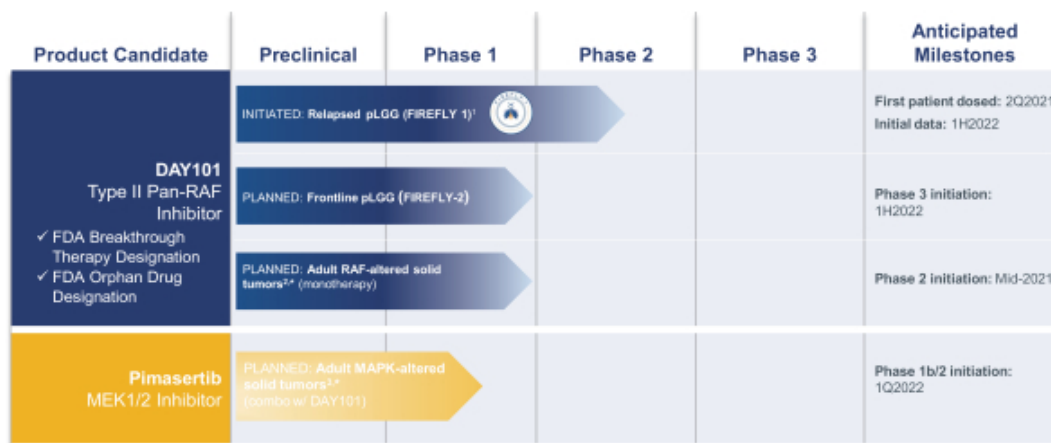 Product Candidate
Preclinical
Phase 1
Phase 2
Phase 3
Anticipated
Milestones
DAY101
Type II Pan-RAF
Inhibitor
✓ FDA Breakthrough
Therapy Designation
✓ FDA Orphan Drug
Designation
INITIATED: Relapsed pLGG (FIREFLY 1)¹
First patient dosed: 2Q2021
Initial data: 1H2022
PLANNED: Frontline pLGG (FIREFLY-2)
Phase 3 initiation:
1H2022
PLANNED: Adult RAF-altered solid
tumors²,* (monotherapy)
Phase 2 initiation: Mid-2021
Pimasertib
MEK1/2 Inhibitor
PLANNED: Adult MAPK-altered
solid tumors²,*
(combo w/ DAY101)
Phase 1b/2 initiation:
1Q2022